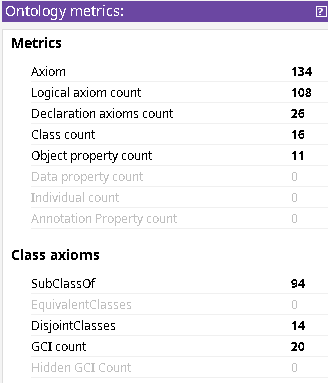 Ontology metrics:
Metrics
Axiom 134
Logical axiom count 108
Declaration axioms count 26
Class count 16
Object property count 11
Data property count 0
Individual count 0
Annotation Property count 0
Class axioms
SubClassOf 94
EquivalentClasses 0
DisjointClasses 14
GCI count 20
Hidden GCI Count 0